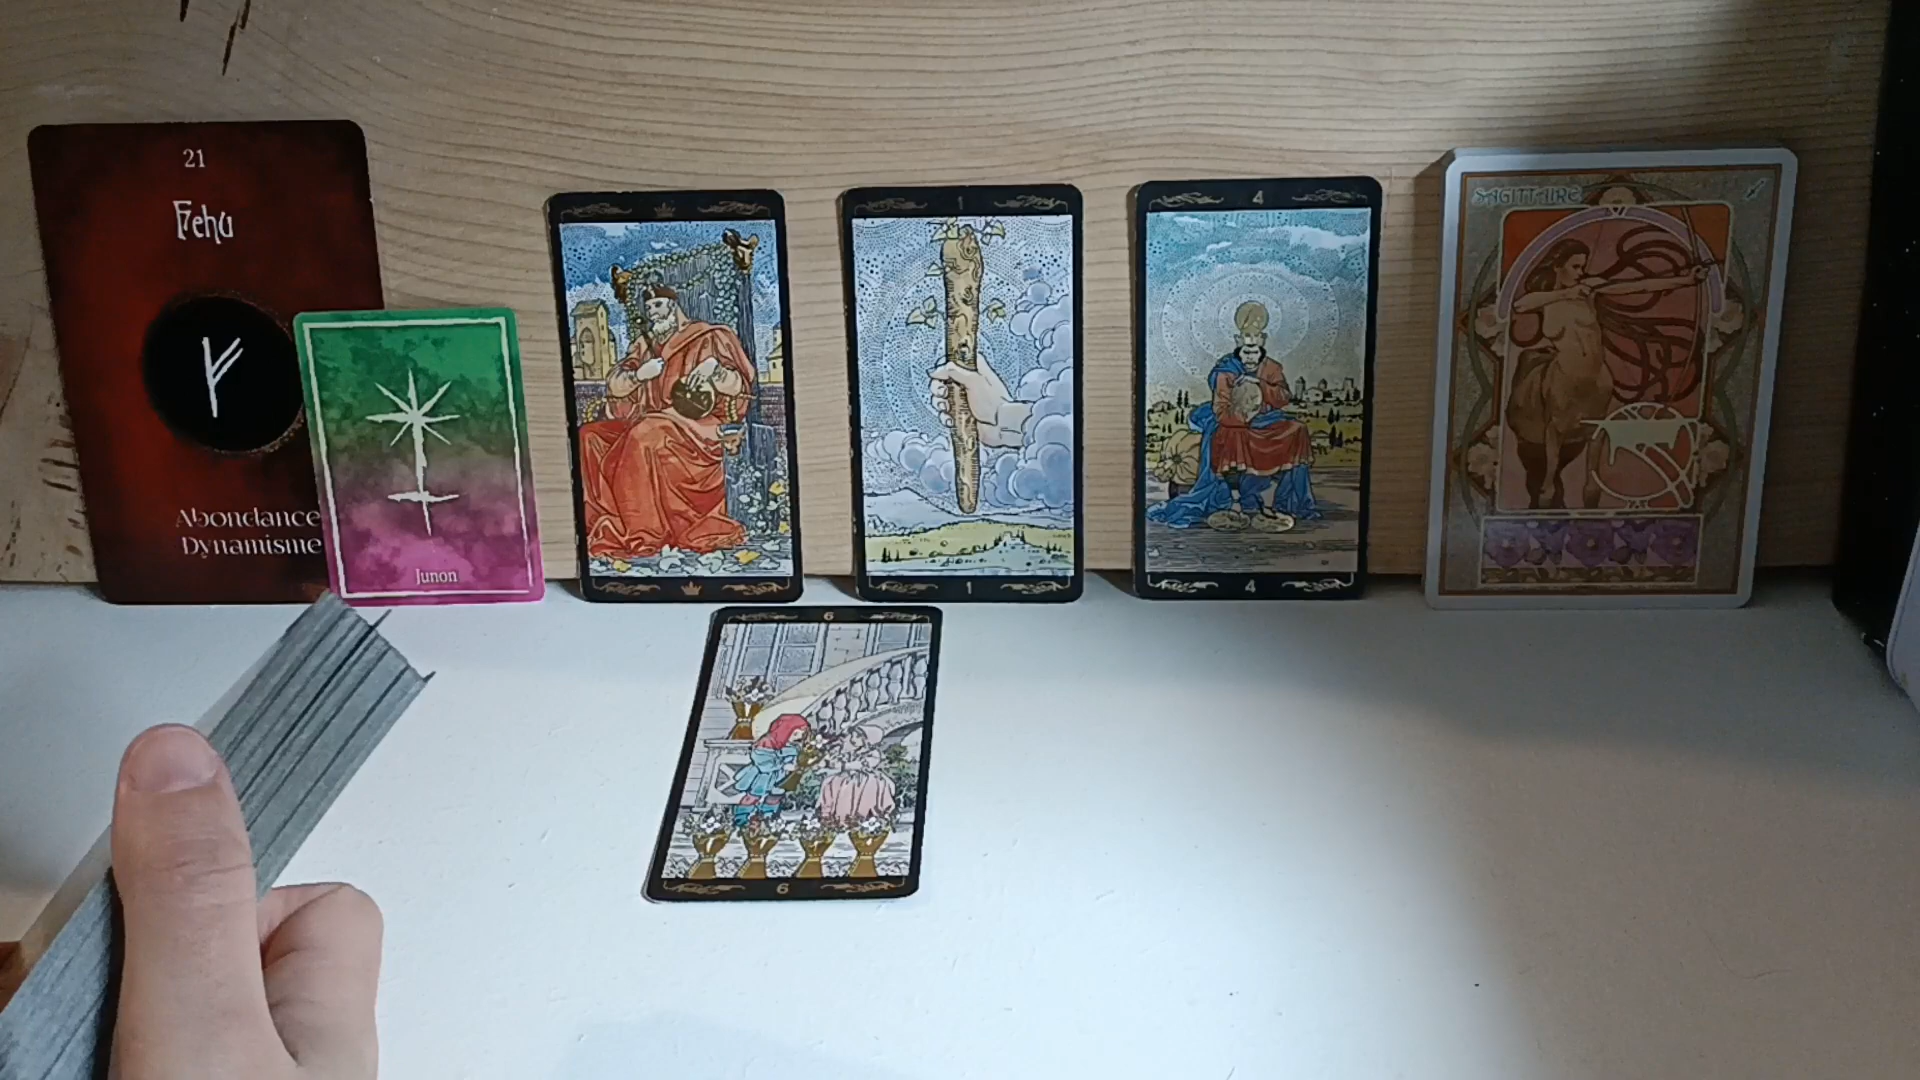 21
Fehu
Abondance
Dynamisme
Junon
1
1
4
4
SAGITTAIRE
6
6